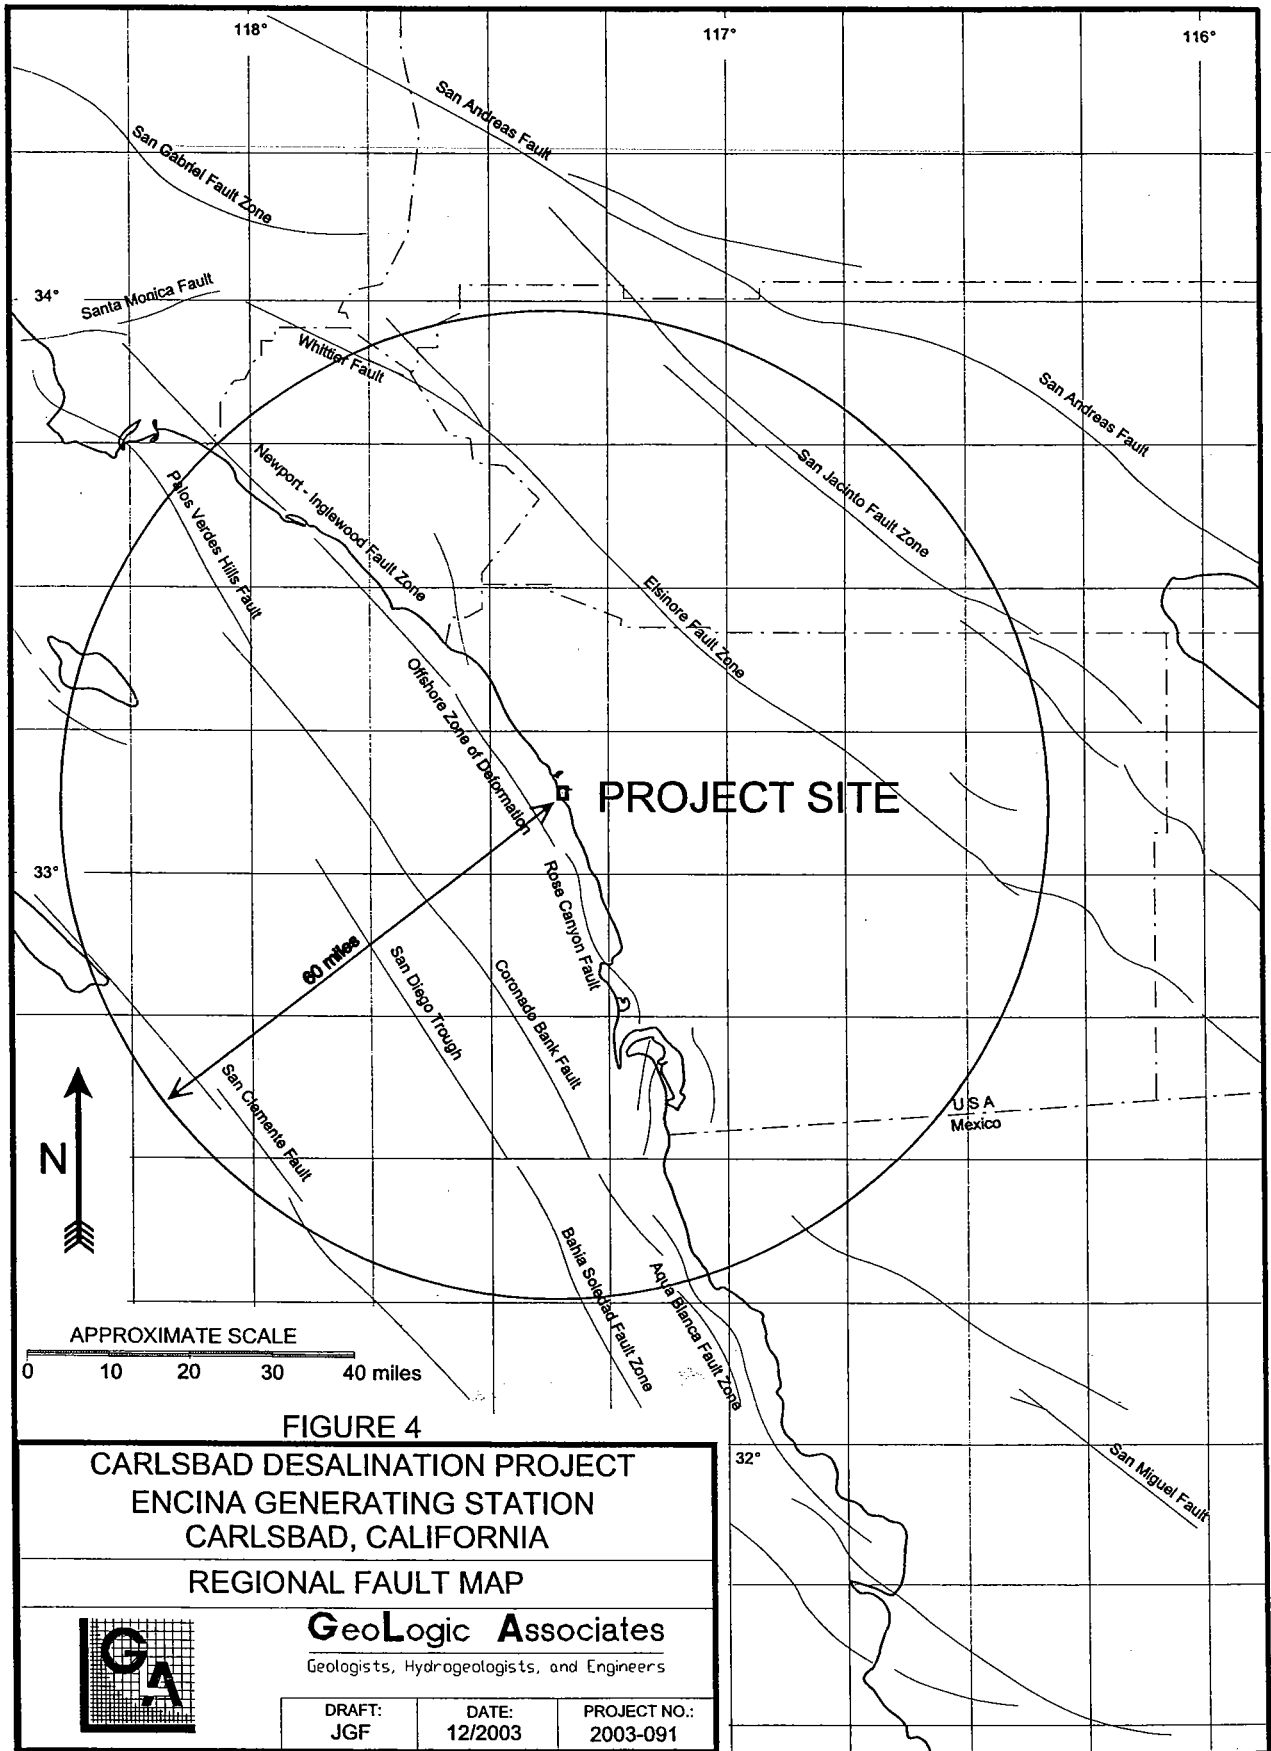 118°
117°
116°
San Andreas Fault
San Gabriel Fault Zone
34°
Santa Monica Fault
Whittier Fault
San Andreas Fault
San Jacinto Fault Zone
Newport - Inglewood Fault Zone
Palos Verdes Hills Fault
Elsinore Fault Zone
Offshore Zone of Deformation
PROJECT SITE
33°
Rose Canyon Fault
60 miles
San Diego Trough
Coronado Bank Fault
San Clemente Fault
USA
Mexico
N
Bahia Soledad Fault Zone
Aqua Blanca Fault Zone
APPROXIMATE SCALE
0 10 20 30 40 miles
32°
San Miguel Fault
FIGURE 4
CARLSBAD DESALINATION PROJECT
ENCINA GENERATING STATION
CARLSBAD, CALIFORNIA
REGIONAL FAULT MAP
GA
GeoLogic Associates
Geologists, Hydrogeologists, and Engineers
DRAFT: DATE: PROJECT NO.:
JGF 12/2003 2003-091